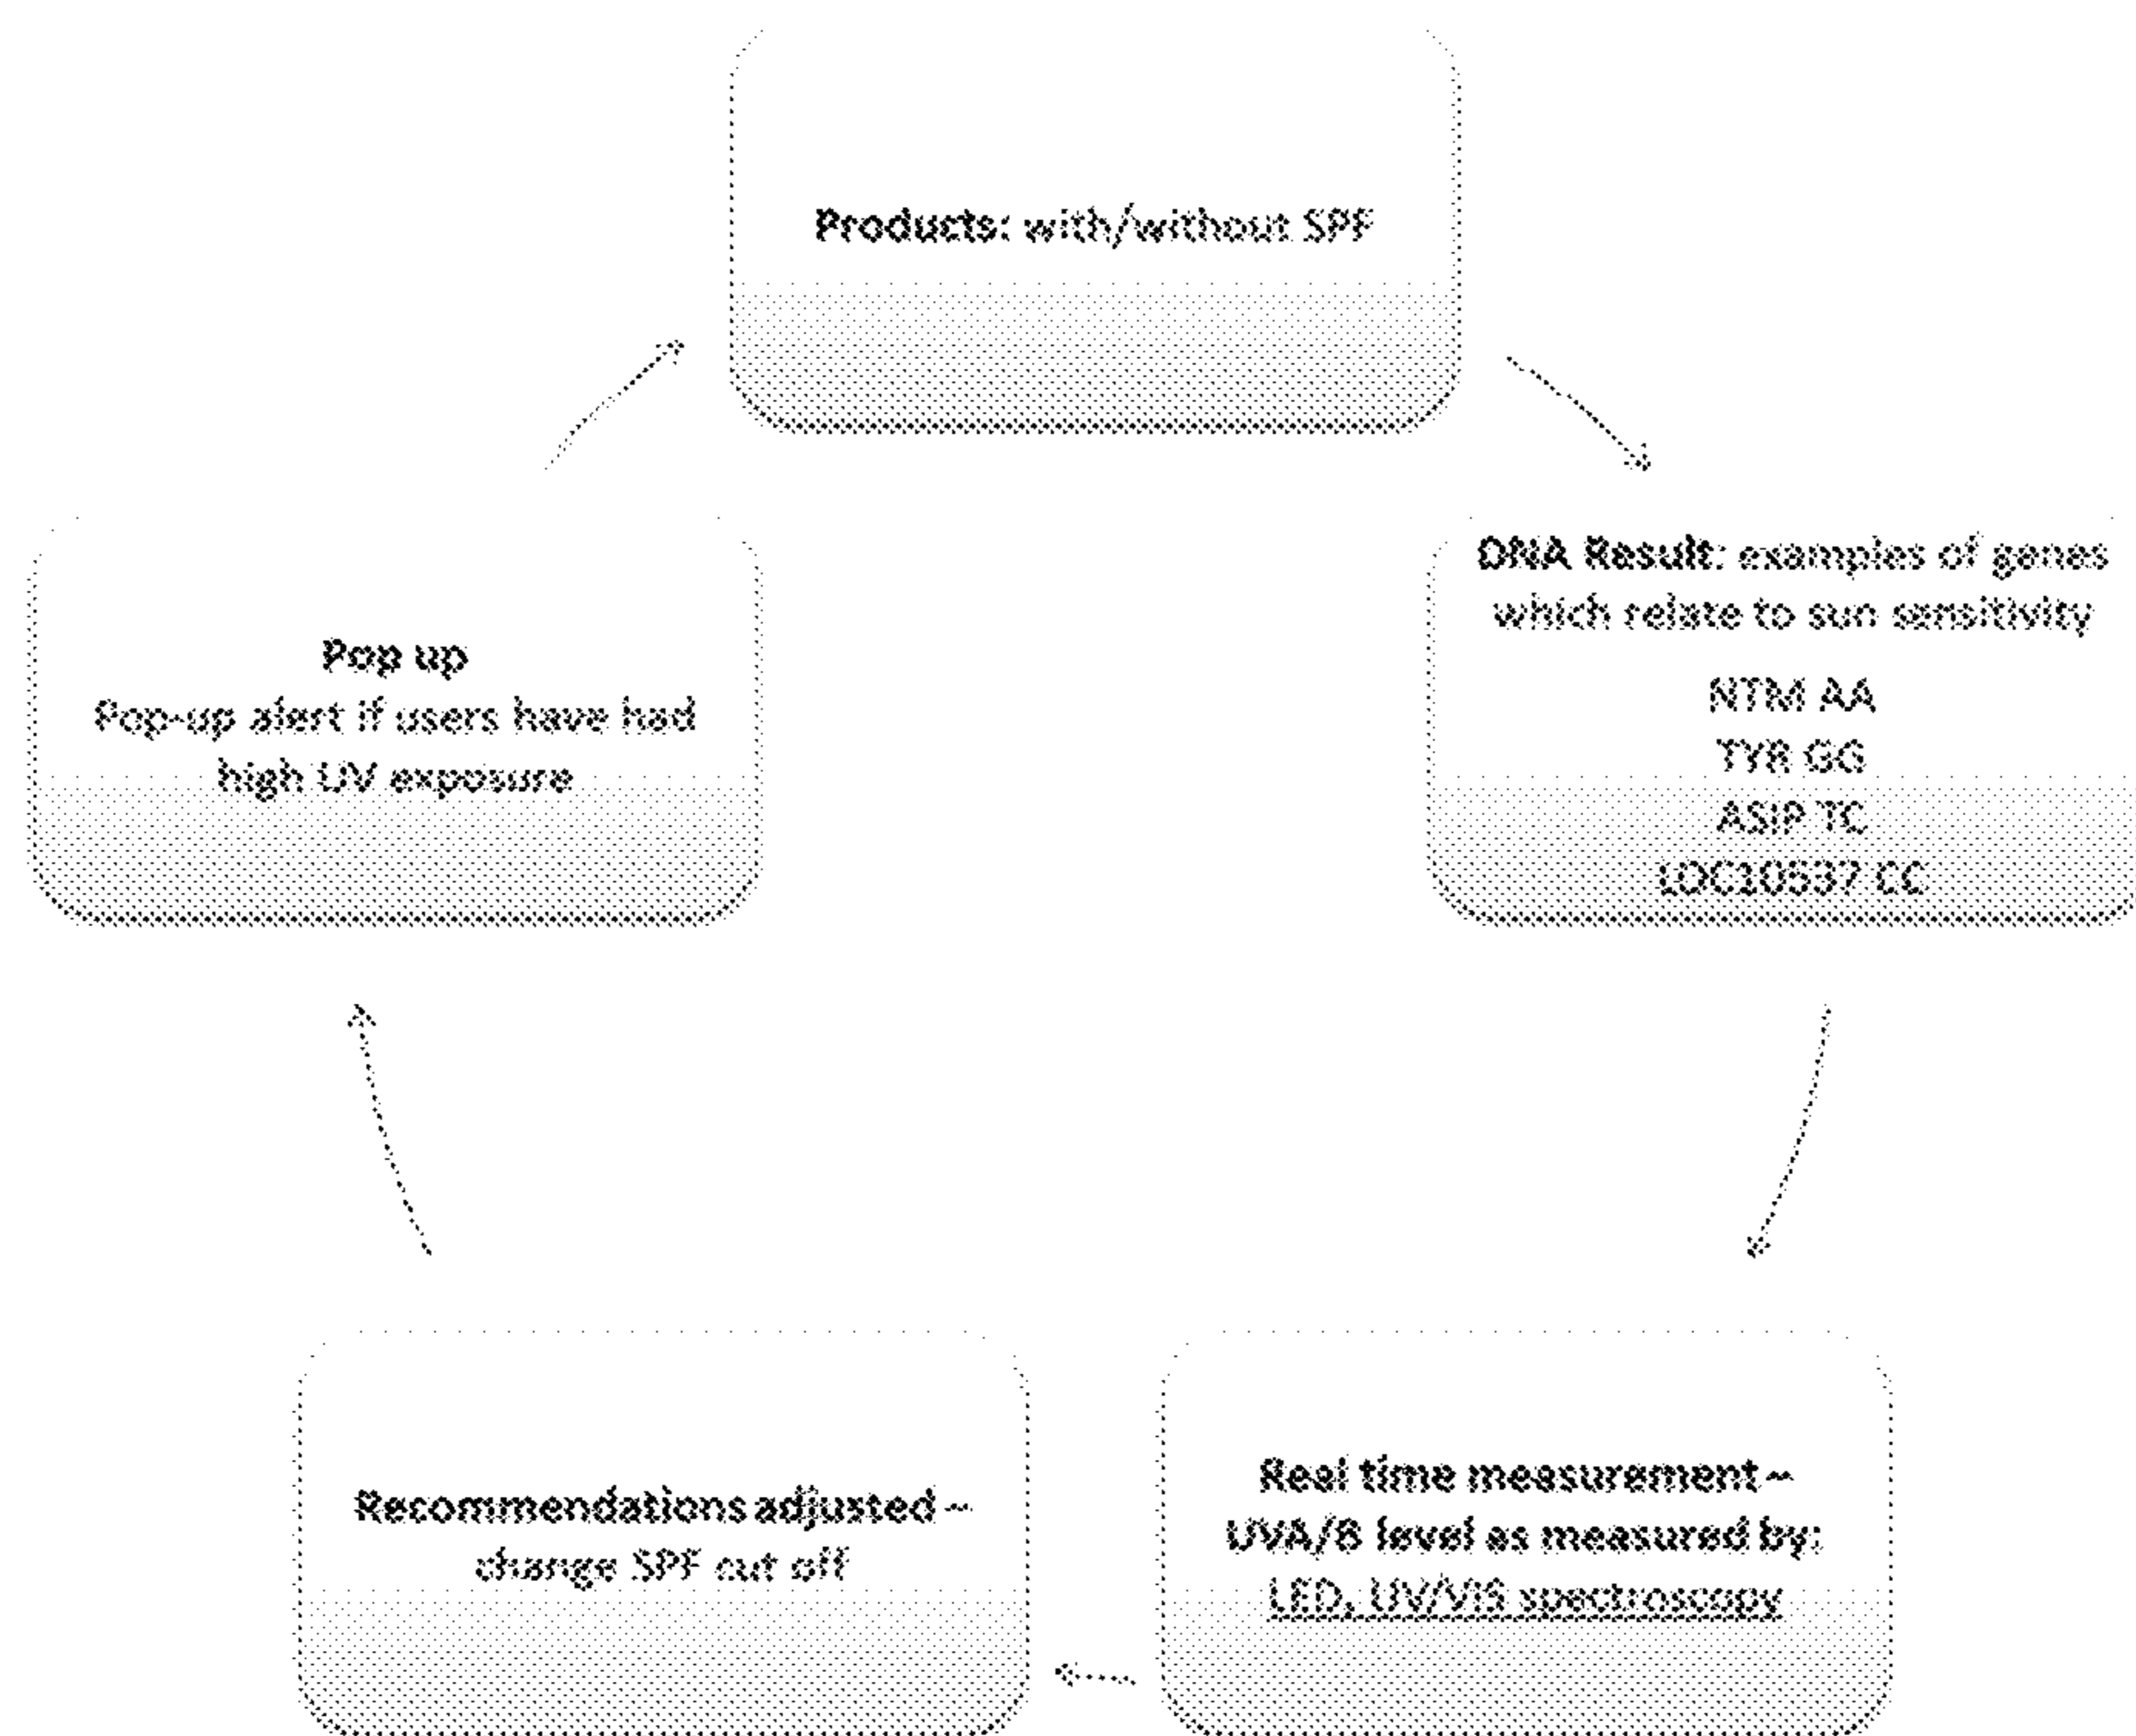 Products: with/without SPF
DNA Result: examples of genes
which relate to sun sensitivity
NTM AA
TYR GG
ASIP TC
LOC10537 CC
Real time measurement –
UVA/B level as measured by:
LED, UV/VIS spectroscopy
Recommendations adjusted –
change SPF cut off
Pop up
Pop-up alert if users have had
high UV exposure